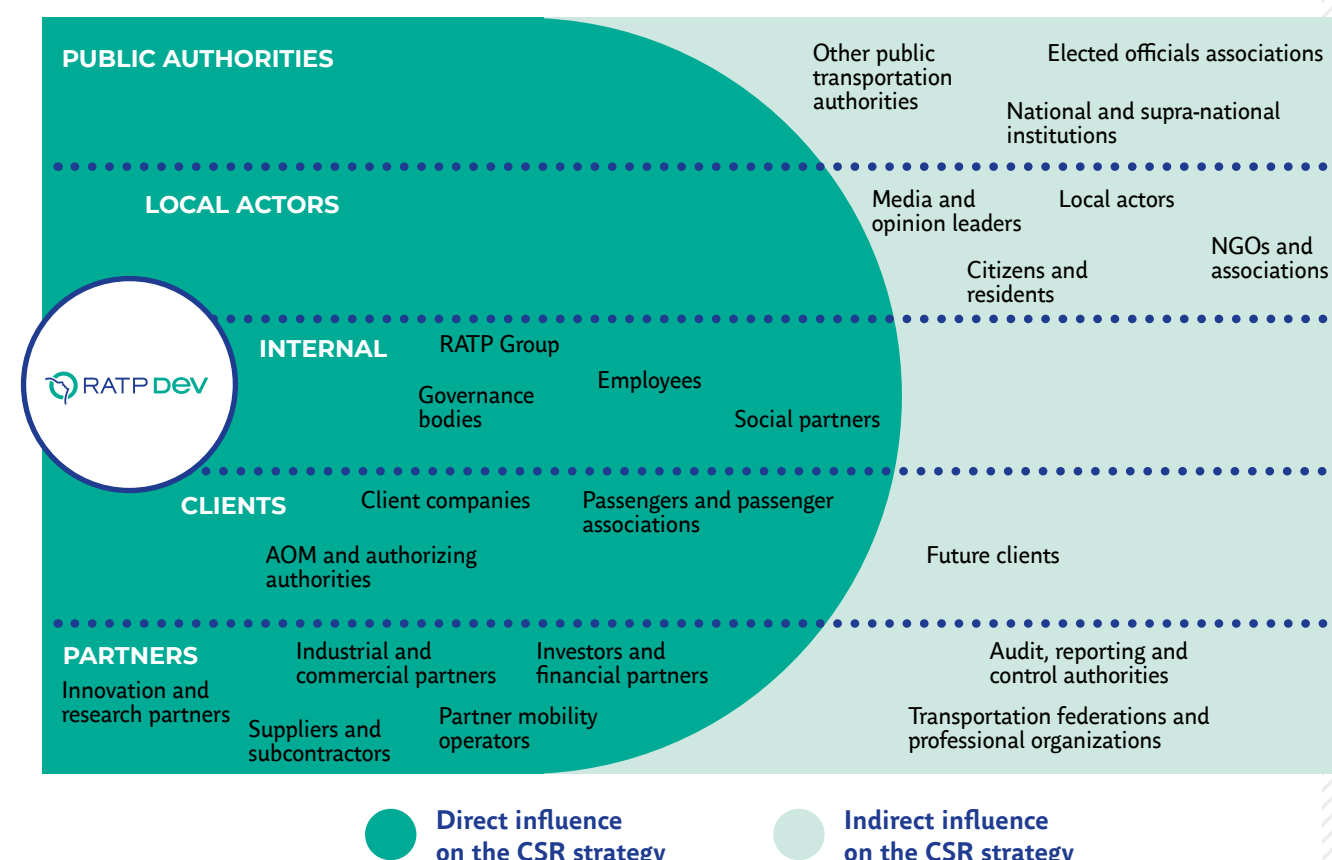 PUBLIC AUTHORITIES
Other public
transportation
authorities
Elected officials associations
National and supra-national
institutions
LOCAL ACTORS
Media and
opinion leaders
Local actors
NGOs and
associations
Citizens and
residents
RATP DEV
INTERNAL
RATP Group
Employees
Governance
bodies
Social partners
CLIENTS
Client companies
Passengers and passenger
associations
AOM and authorizing
authorities
Future clients
PARTNERS
Innovation and
research partners
Industrial and
commercial partners
Investors and
financial partners
Suppliers and
subcontractors
Partner mobility
operators
Audit, reporting and
control authorities
Transportation federations and
professional organizations
Direct influence
on the CSR strategy
Indirect influence
on the CSR strategy